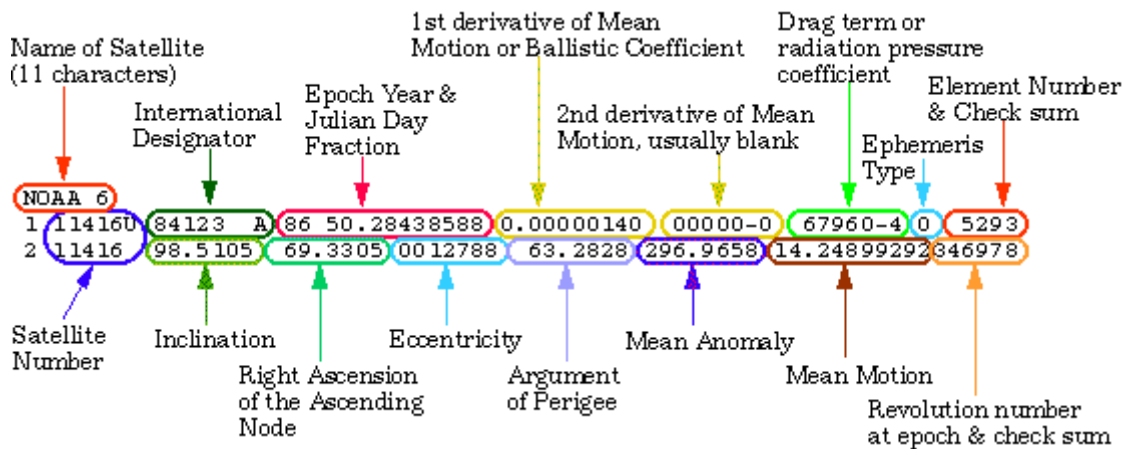 Name of Satellite
(11 characters)
International
Designator
Epoch Year &
Julian Day
Fraction
1st derivative of Mean
Motion or Ballistic Coefficient
2nd derivative of Mean
Motion, usually blank
Drag term or
radiation pressure
coefficient
Ephemeris
Type
Element Number
& Check sum
NOAA 6
1 11416U 84123 A 86 50.28438588 0.00000140 00000-0 67960-4 0 5293
2 11416 98.5105 69.3305 0012788 63.2828 296.9658 14.24899292346978
Satellite
Number
Inclination
Right Ascension
of the Ascending
Node
Eccentricity
Argument
of Perigee
Mean Anomaly
Mean Motion
Revolution number
at epoch & check sum